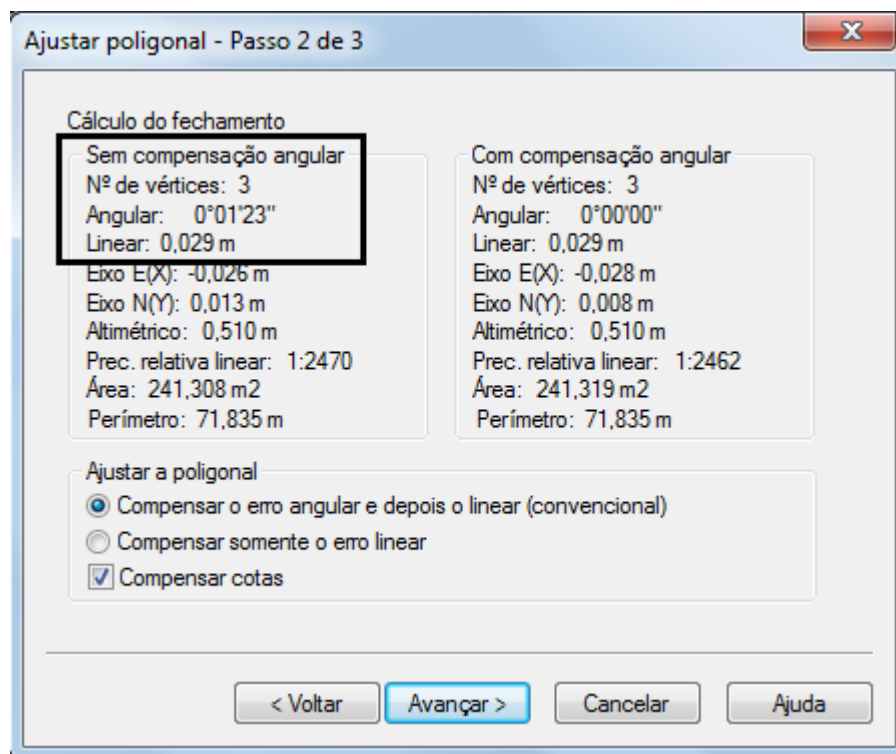 Ajustar poligonal - Passo 2 de 3
Cálculo do fechamento
Sem compensação angular
Nº de vértices: 3
Angular: 0°01'23"
Linear: 0,029 m
Eixo E(X): -0,026 m
Eixo N(Y): 0,013 m
Altimétrico: 0,510 m
Prec. relativa linear: 1:2470
Área: 241,308 m2
Perímetro: 71,835 m
Com compensação angular
Nº de vértices: 3
Angular: 0°00'00"
Linear: 0,029 m
Eixo E(X): -0,028 m
Eixo N(Y): 0,008 m
Altimétrico: 0,510 m
Prec. relativa linear: 1:2462
Área: 241,319 m2
Perímetro: 71,835 m
Ajustar a poligonal
Compensar o erro angular e depois o linear (convencional)
Compensar somente o erro linear
Compensar cotas
< Voltar
Avançar >
Cancelar
Ajuda